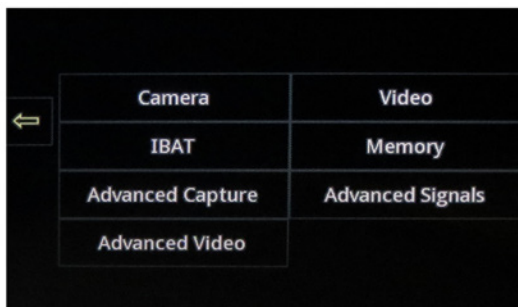 Camera
Video
IBAT
Memory
Advanced Capture
Advanced Signals
Advanced Video